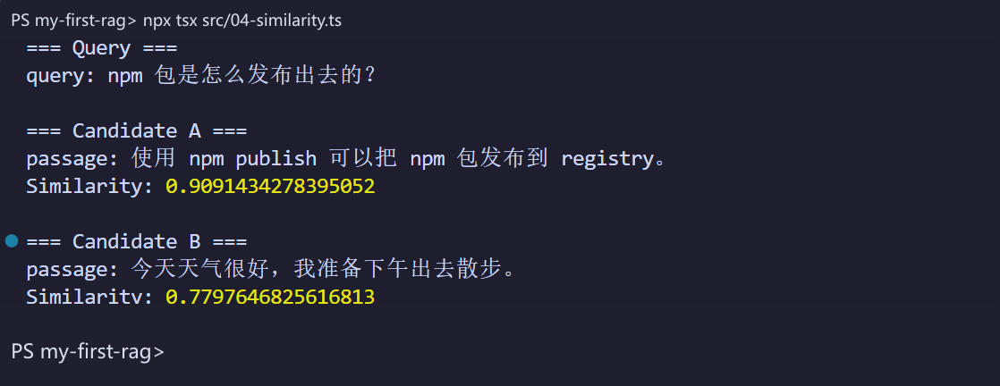 PS my-first-rag> npx tsx src/04-similarity.ts
=== Query ===
query: npm 包是怎么发布出去的？
=== Candidate A ===
passage: 使用 npm publish 可以把 npm 包发布到 registry。
Similarity: 0.9091434278395052
=== Candidate B ===
passage: 今天天气很好，我准备下午出去散步。
Similarity: 0.7797646825616813
PS my-first-rag>